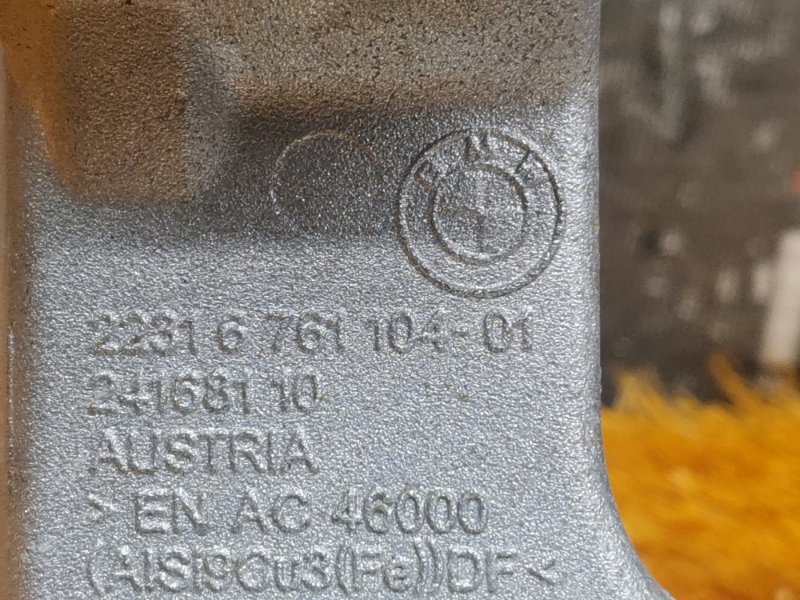 BMW
2231 6 761 104-01
241681 10
AUSTRIA
> EN AC 46000
(AlSi9Cu3(Fe))DF<